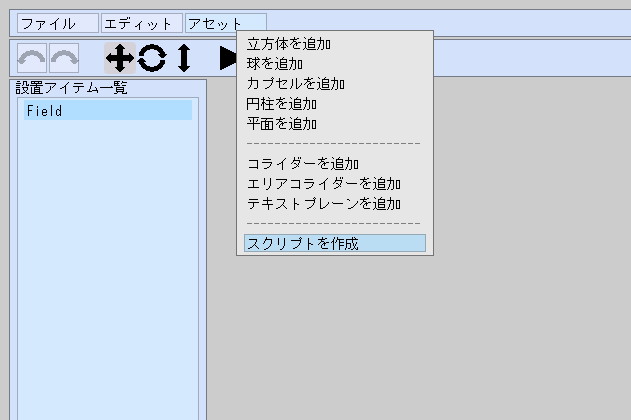 ファイル エディット アセット
立方体を追加
球を追加
カプセルを追加
円柱を追加
平面を追加
コライダーを追加
エリアコライダーを追加
テキストプレーンを追加
スクリプトを作成
設置アイテム一覧
Field